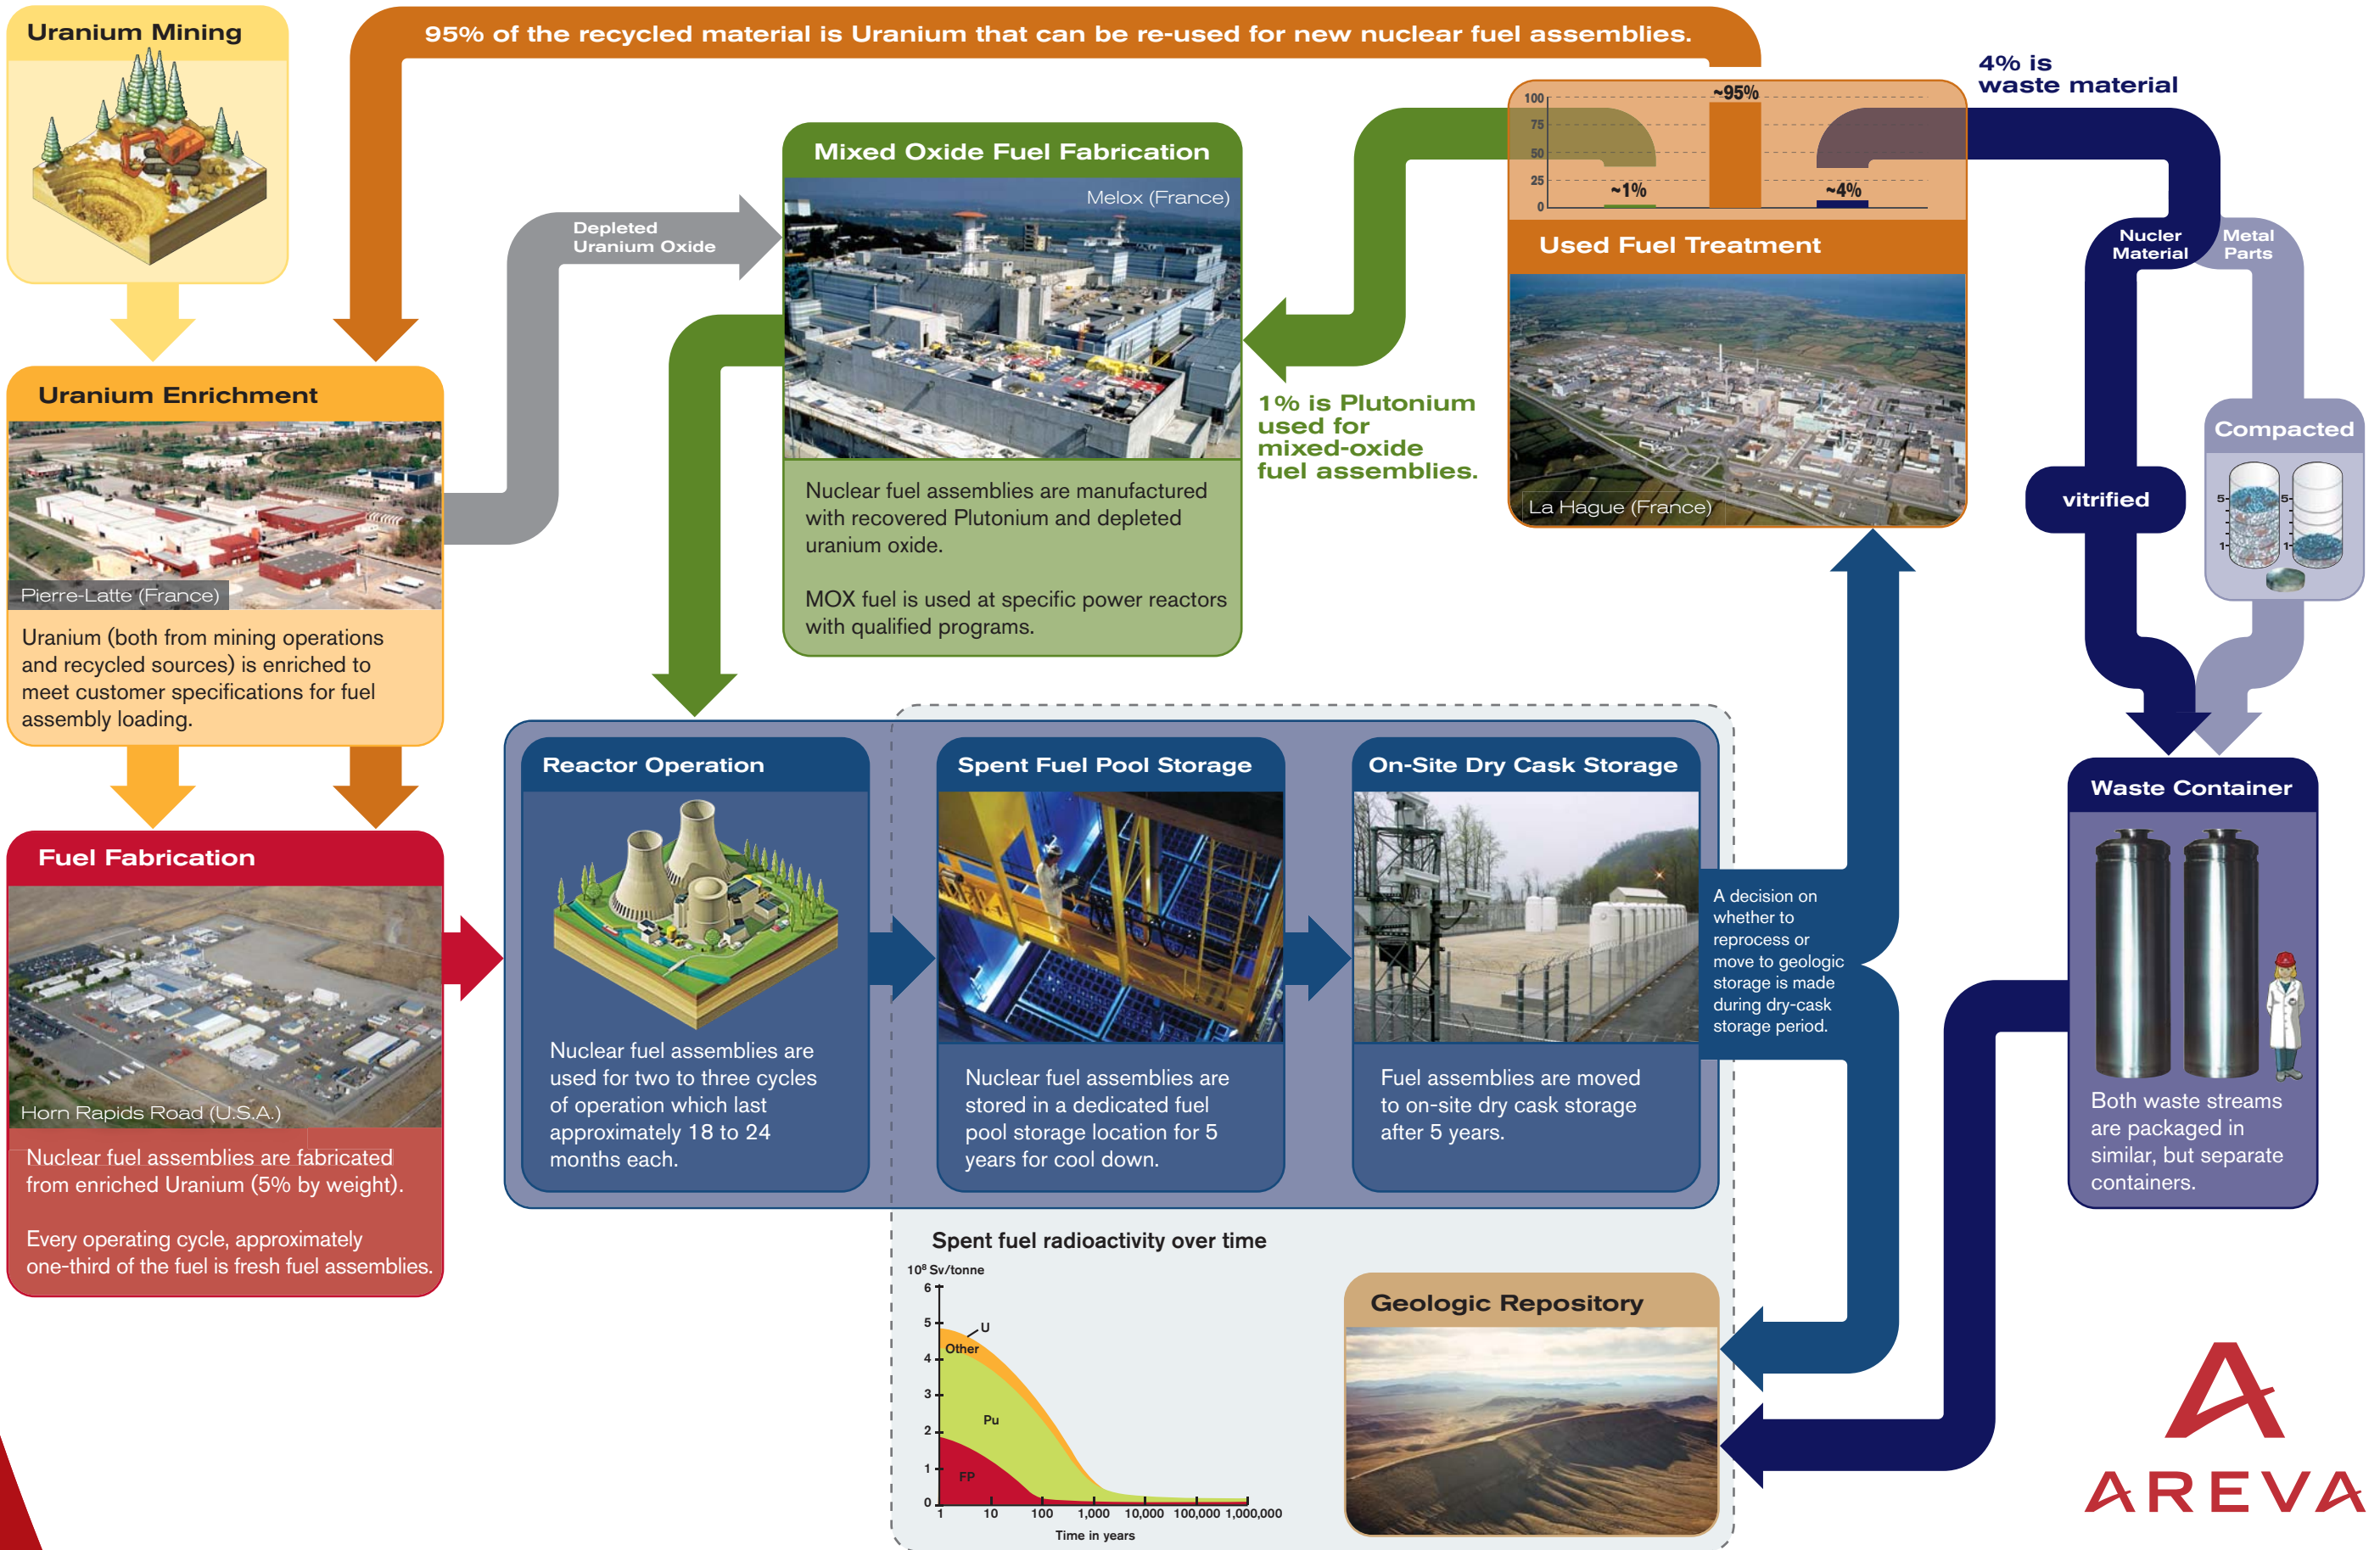 Uranium Mining
95% of the recycled material is Uranium that can be re-used for new nuclear fuel assemblies.
4% is
waste material
100
75
50
25
0
~1%
~95%
~4%
Used Fuel Treatment
La Hague (France)
Mixed Oxide Fuel Fabrication
Melox (France)
Nuclear fuel assemblies are manufactured
with recovered Plutonium and depleted
uranium oxide.
MOX fuel is used at specific power reactors
with qualified programs.
Depleted
Uranium Oxide
1% is Plutonium
used for
mixed-oxide
fuel assemblies.
Nucler
Material
Metal
Parts
Compacted
5
1
5
1
vitrified
Uranium Enrichment
Pierre-Latte (France)
Uranium (both from mining operations
and recycled sources) is enriched to
meet customer specifications for fuel
assembly loading.
Fuel Fabrication
Horn Rapids Road (U.S.A.)
Nuclear fuel assemblies are fabricated
from enriched Uranium (5% by weight).
Every operating cycle, approximately
one-third of the fuel is fresh fuel assemblies.
Reactor Operation
Nuclear fuel assemblies are
used for two to three cycles
of operation which last
approximately 18 to 24
months each.
Spent Fuel Pool Storage
Nuclear fuel assemblies are
stored in a dedicated fuel
pool storage location for 5
years for cool down.
On-Site Dry Cask Storage
Fuel assemblies are moved
to on-site dry cask storage
after 5 years.
A decision on
whether to
reprocess or
move to geologic
storage is made
during dry-cask
storage period.
Waste Container
Both waste streams
are packaged in
similar, but separate
containers.
Spent fuel radioactivity over time
10⁸ Sv/tonne
6
5
4
3
2
1
0
U
Other
Pu
FP
1
10
100
1,000
10,000
100,000
1,000,000
Time in years
Geologic Repository
AREVA